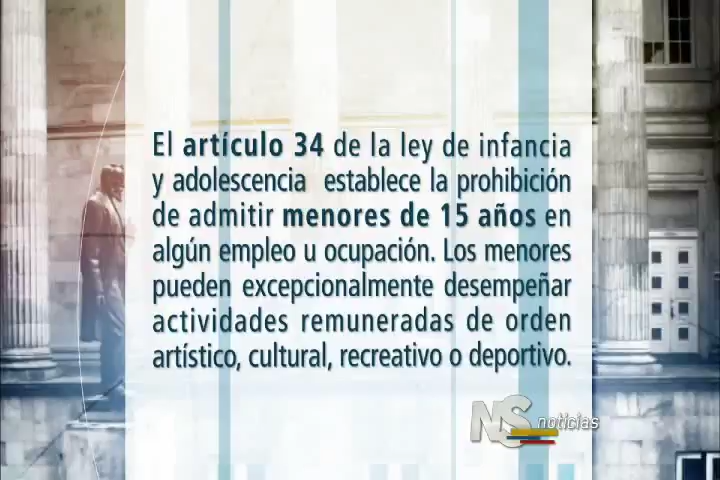 El artículo 34 de la ley de infancia
y adolescencia establece la prohibición
de admitir menores de 15 años en
algún empleo u ocupación. Los menores
pueden excepcionalmente desempeñar
actividades remuneradas de orden
artístico, cultural, recreativo o deportivo.
NS noticias